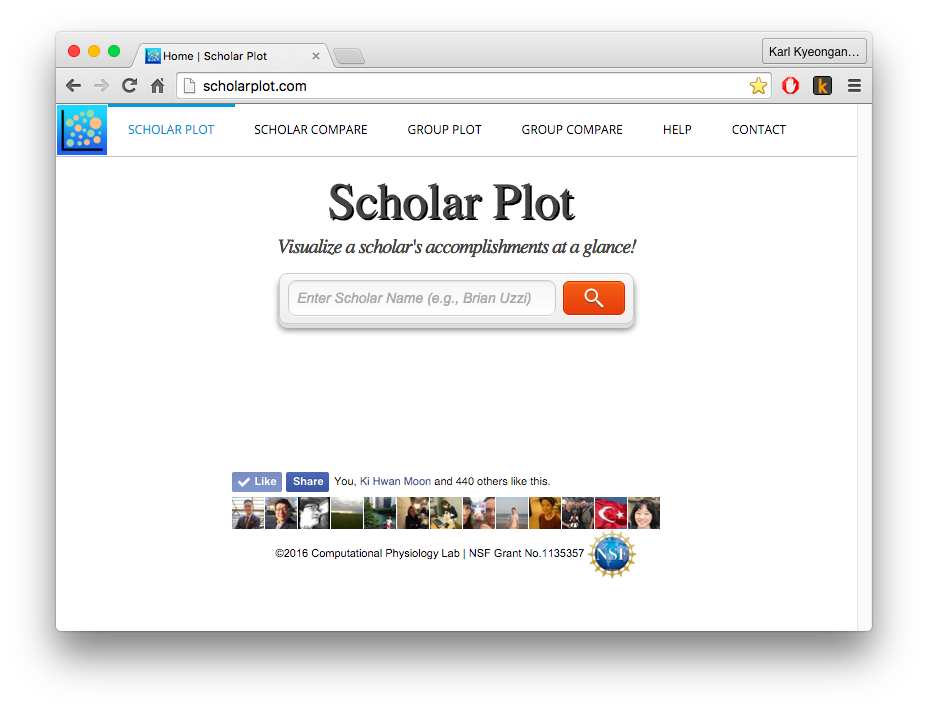 Home | Scholar Plot
Karl Kyeongan...
scholarplot.com
k
SCHOLAR PLOT SCHOLAR COMPARE GROUP PLOT GROUP COMPARE HELP CONTACT
Scholar Plot
Visualize a scholar's accomplishments at a glance!
Enter Scholar Name (e.g., Brian Uzzi)
Like Share You, Ki Hwan Moon and 440 others like this.
©2016 Computational Physiology Lab | NSF Grant No.1135357 NSF